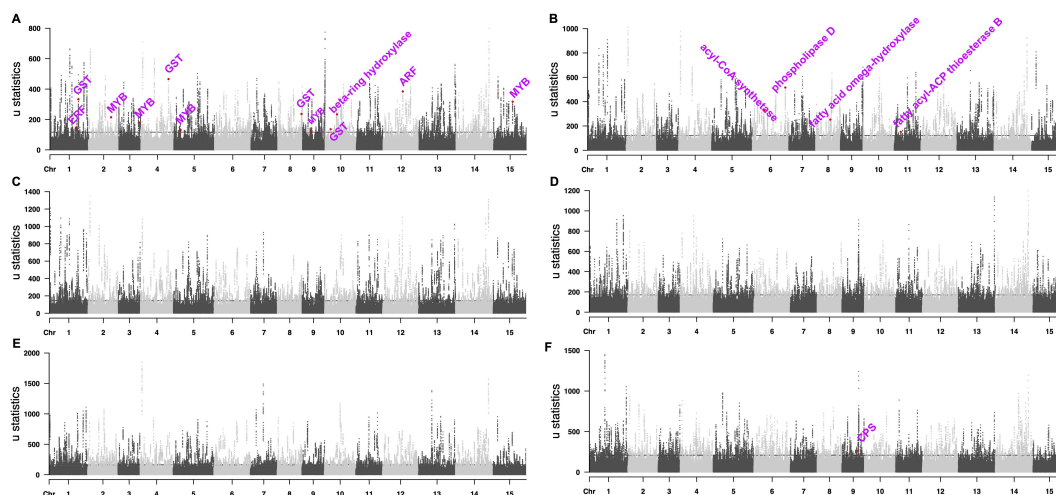 A
u statistics
800
600
400
200
0
GST
ERF
MYB
MYB
GST
MYB
GST
MYB
beta-ring hydroxylase
GST
ARF
MYB
Chr 1 2 3 4 5 6 7 8 9 10 11 12 13 14 15
B
u statistics
1000
800
600
400
200
0
acyl-CoA synthetase
phospholipase D
fatty acid omega-hydroxylase
fatty acyl-ACP thioesterase B
Chr 1 2 3 4 5 6 7 8 9 10 11 12 13 14 15
C
u statistics
1400
1200
1000
800
600
400
200
0
Chr 1 2 3 4 5 6 7 8 9 10 11 12 13 14 15
D
u statistics
1200
1000
800
600
400
200
0
Chr 1 2 3 4 5 6 7 8 9 10 11 12 13 14 15
E
u statistics
2000
1500
1000
500
0
Chr 1 2 3 4 5 6 7 8 9 10 11 12 13 14 15
F
u statistics
1500
1000
500
0
CPS
Chr 1 2 3 4 5 6 7 8 9 10 11 12 13 14 15